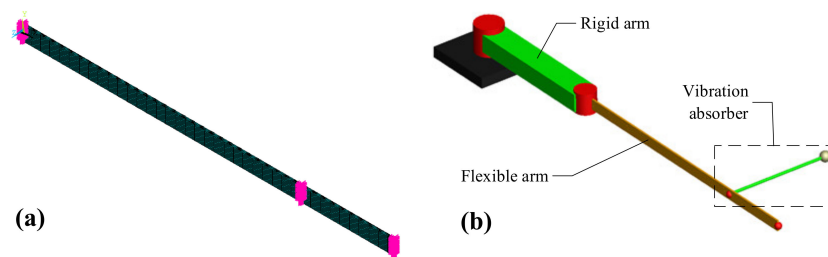 Rigid arm
Vibration
absorber
Flexible arm
(a)
(b)